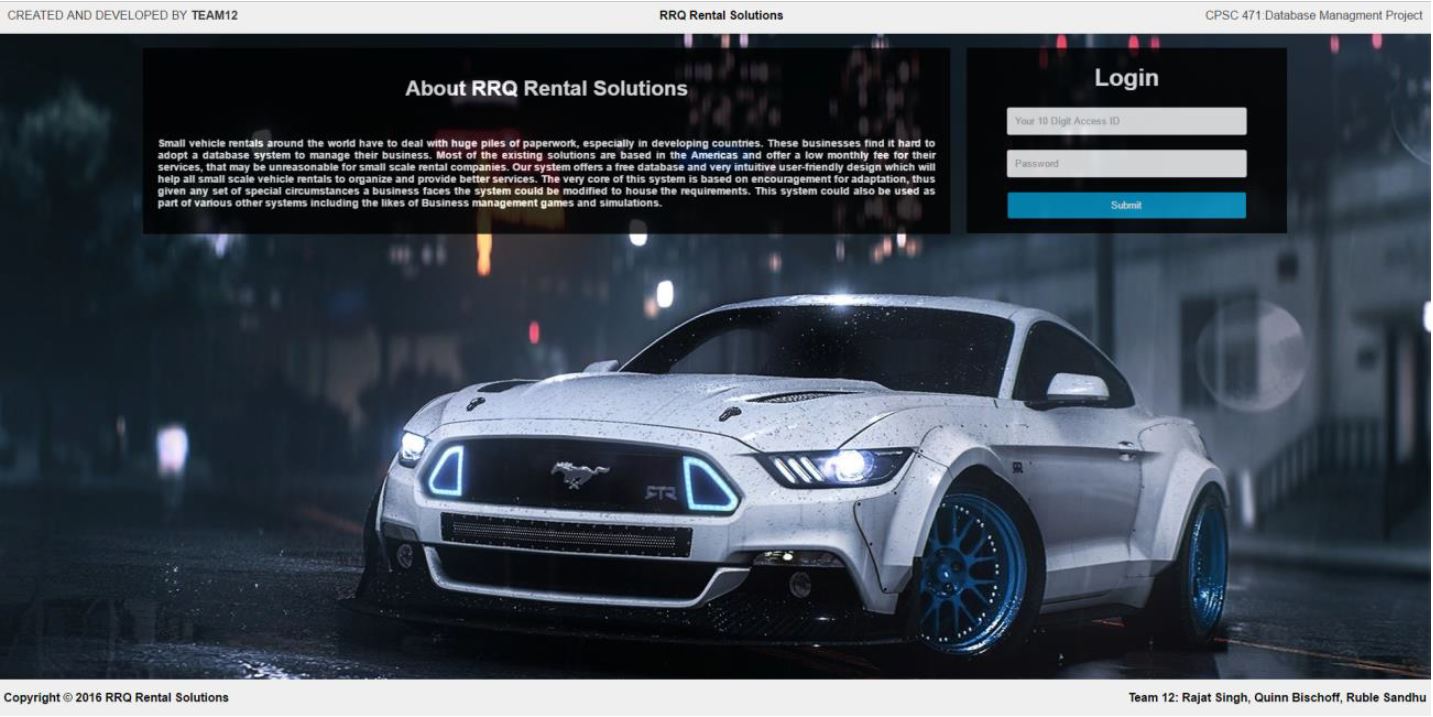 CREATED AND DEVELOPED BY TEAM12
RRQ Rental Solutions
CPSC 471:Database Managment Project
About RRQ Rental Solutions
Small vehicle rentals around the world have to deal with huge piles of paperwork, especially in developing countries. These businesses find it hard to
adopt a database system to manage their business. Most of the existing solutions are based in the Americas and offer a low monthly fee for their
services, that may be unreasonable for small scale rental companies. Our system offers a free database and very intuitive user-friendly design which will
help all small scale vehicle rentals to organize and provide better services. The very core of this system is based on encouragement for adaptation, thus
given any set of special circumstances a business faces the system could be modified to house the requirements. This system could also be used as
part of various other systems including the likes of Business management games and simulations.
Login
Your 10 Digit Access ID
Password
Submit
RTR
Copyright © 2016 RRQ Rental Solutions
Team 12: Rajat Singh, Quinn Bischoff, Ruble Sandhu